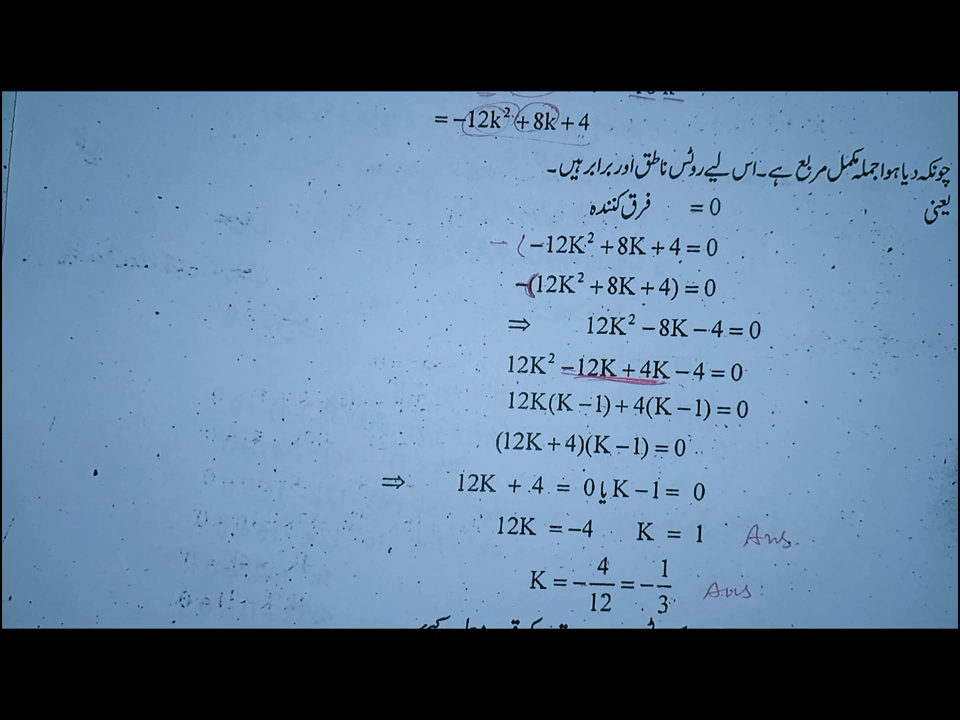 = −12k² + 8k + 4
چونکہ دیا ہوا جملہ مکمل مربع ہے۔ اس لیے روٹس ناطق اور برابر ہیں۔
یعنی فرق کنندہ = 0
− ( −12K² + 8K + 4 = 0
−(12K² + 8K + 4) = 0
⇒ 12K² − 8K − 4 = 0
12K² − 12K + 4K − 4 = 0
12K(K − 1) + 4(K − 1) = 0
(12K + 4)(K − 1) = 0
⇒ 12K + 4 = 0 یا K − 1 = 0
12K = −4 K = 1 Ans.
K = −4/12 = −1/3 Ans